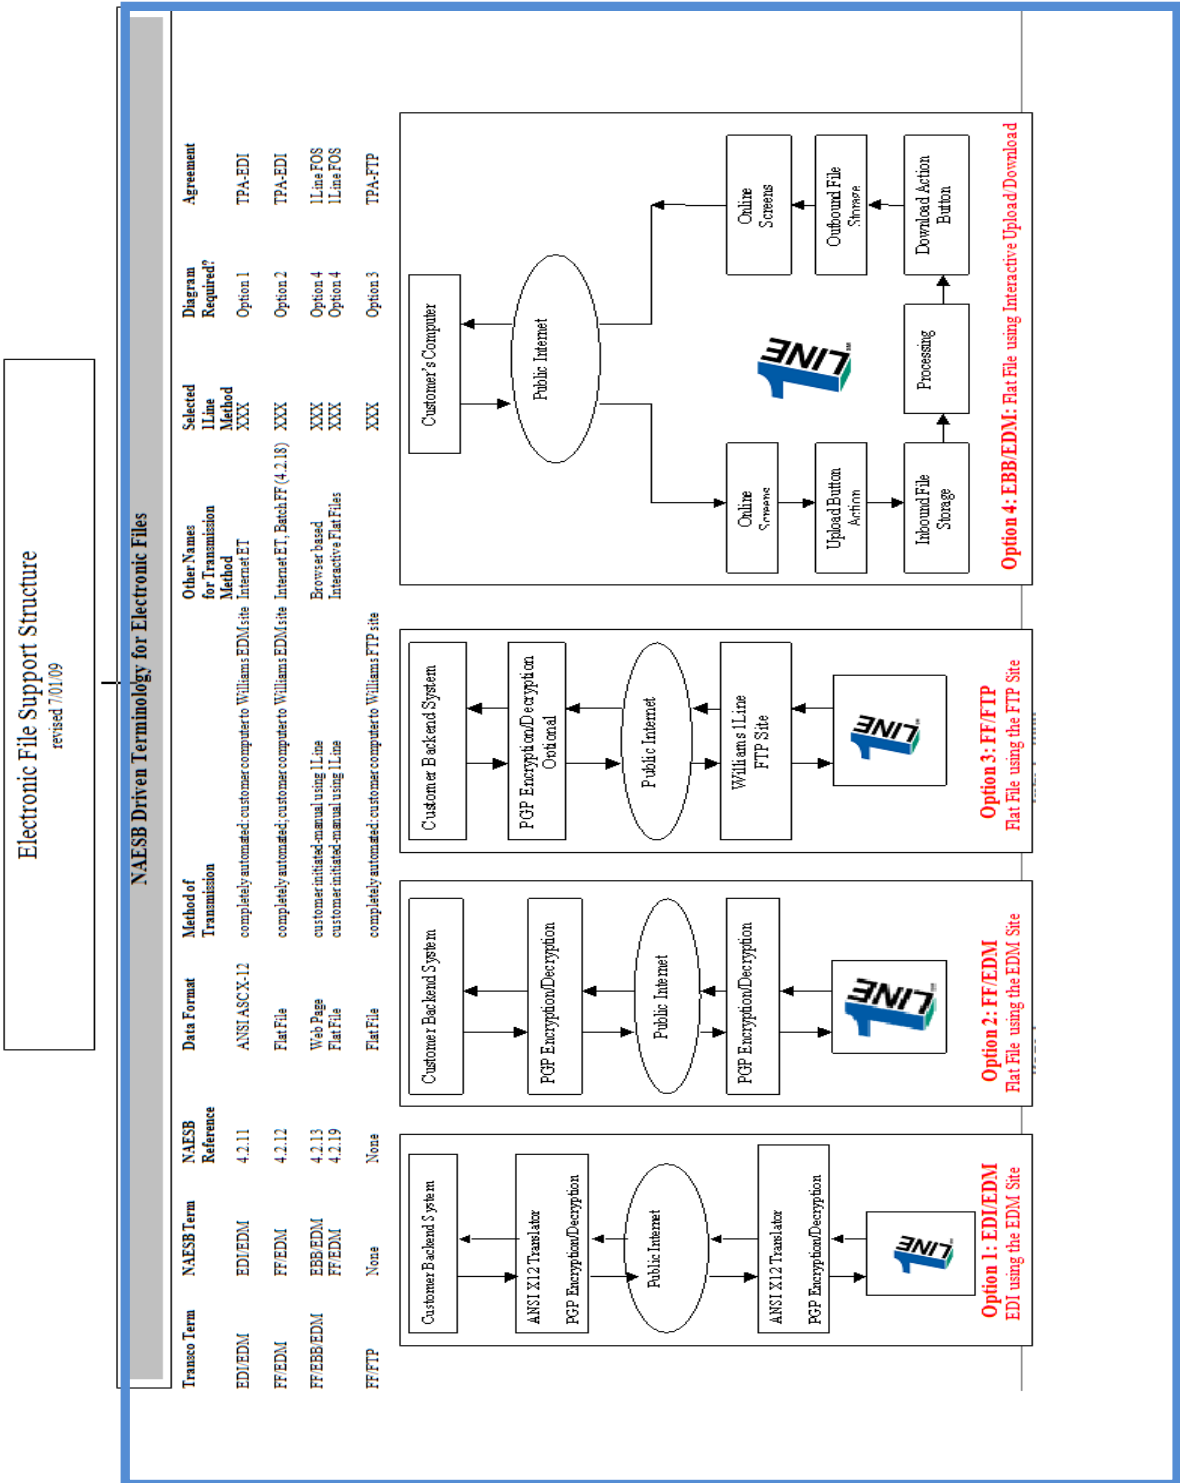 Electronic File Support Structure
revised 7/01/09
NAESB Driven Terminology for Electronic Files
Transco Term NAESB Term NAESB Reference Data Format Method of Transmission Other Names for Transmission Method Selected 1Line Method Diagram Required? Agreement
EDI/EDM EDI/EDM 4.2.11 ANSI ASC X-12 completely automated: customer computer to Williams EDM site Internet ET XXX Option 1 TPA-EDI
FF/EDM FF/EDM 4.2.12 Flat File completely automated; customer computer to Williams EDM site Internet ET, Batch FF (4.2.18) XXX Option 2 TPA-EDI
FF/EBB/EDM EBB/EDM 4.2.13 Web Page customer initiated-manual using 1Line Browser based XXX Option 4 1Line FOS
FF/EDM 4.2.19 Flat File customer initiated-manual using 1Line Interactive Flat Files XXX Option 4 1Line FOS
FF/FTP None None Flat File completely automated: customer computer to Williams FTP site XXX Option 3 TPA-FTP
Customer Backend System
ANSI X12 Translator
PGP Encryption/Decryption
Public Internet
ANSI X12 Translator
PGP Encryption/Decryption
1LINE
Option 1: EDI/EDM
EDI using the EDM Site
Customer Backend System
PGP Encryption/Decryption
Public Internet
PGP Encryption/Decryption
1LINE
Option 2: FF/EDM
Flat File using the EDM Site
Customer Backend System
PGP Encryption/Decryption
Optional
Public Internet
Williams 1Line
FTP Site
1LINE
Option 3: FF/FTP
Flat File using the FTP Site
Customer's Computer
Public Internet
Online
Screens
Upload Button
Action
Inbound File
Storage
Processing
Download Action
Button
Outbound File
Storage
Online
Screens
1LINE
Option 4: EBB/EDM: Flat File using Interactive Upload/Download